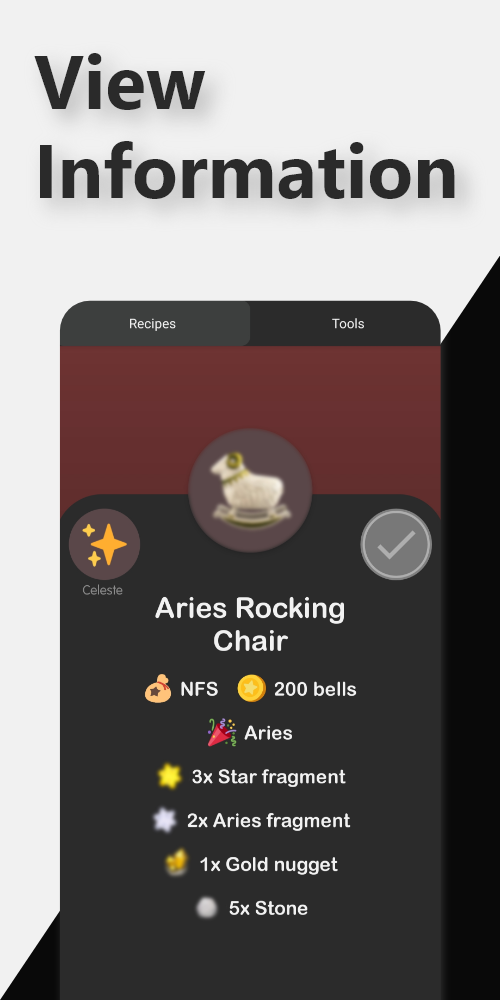 View
Information
Recipes
Tools
Celeste
Aries Rocking
Chair
NFS
200 bells
Aries
3x Star fragment
2x Aries fragment
1x Gold nugget
5x Stone